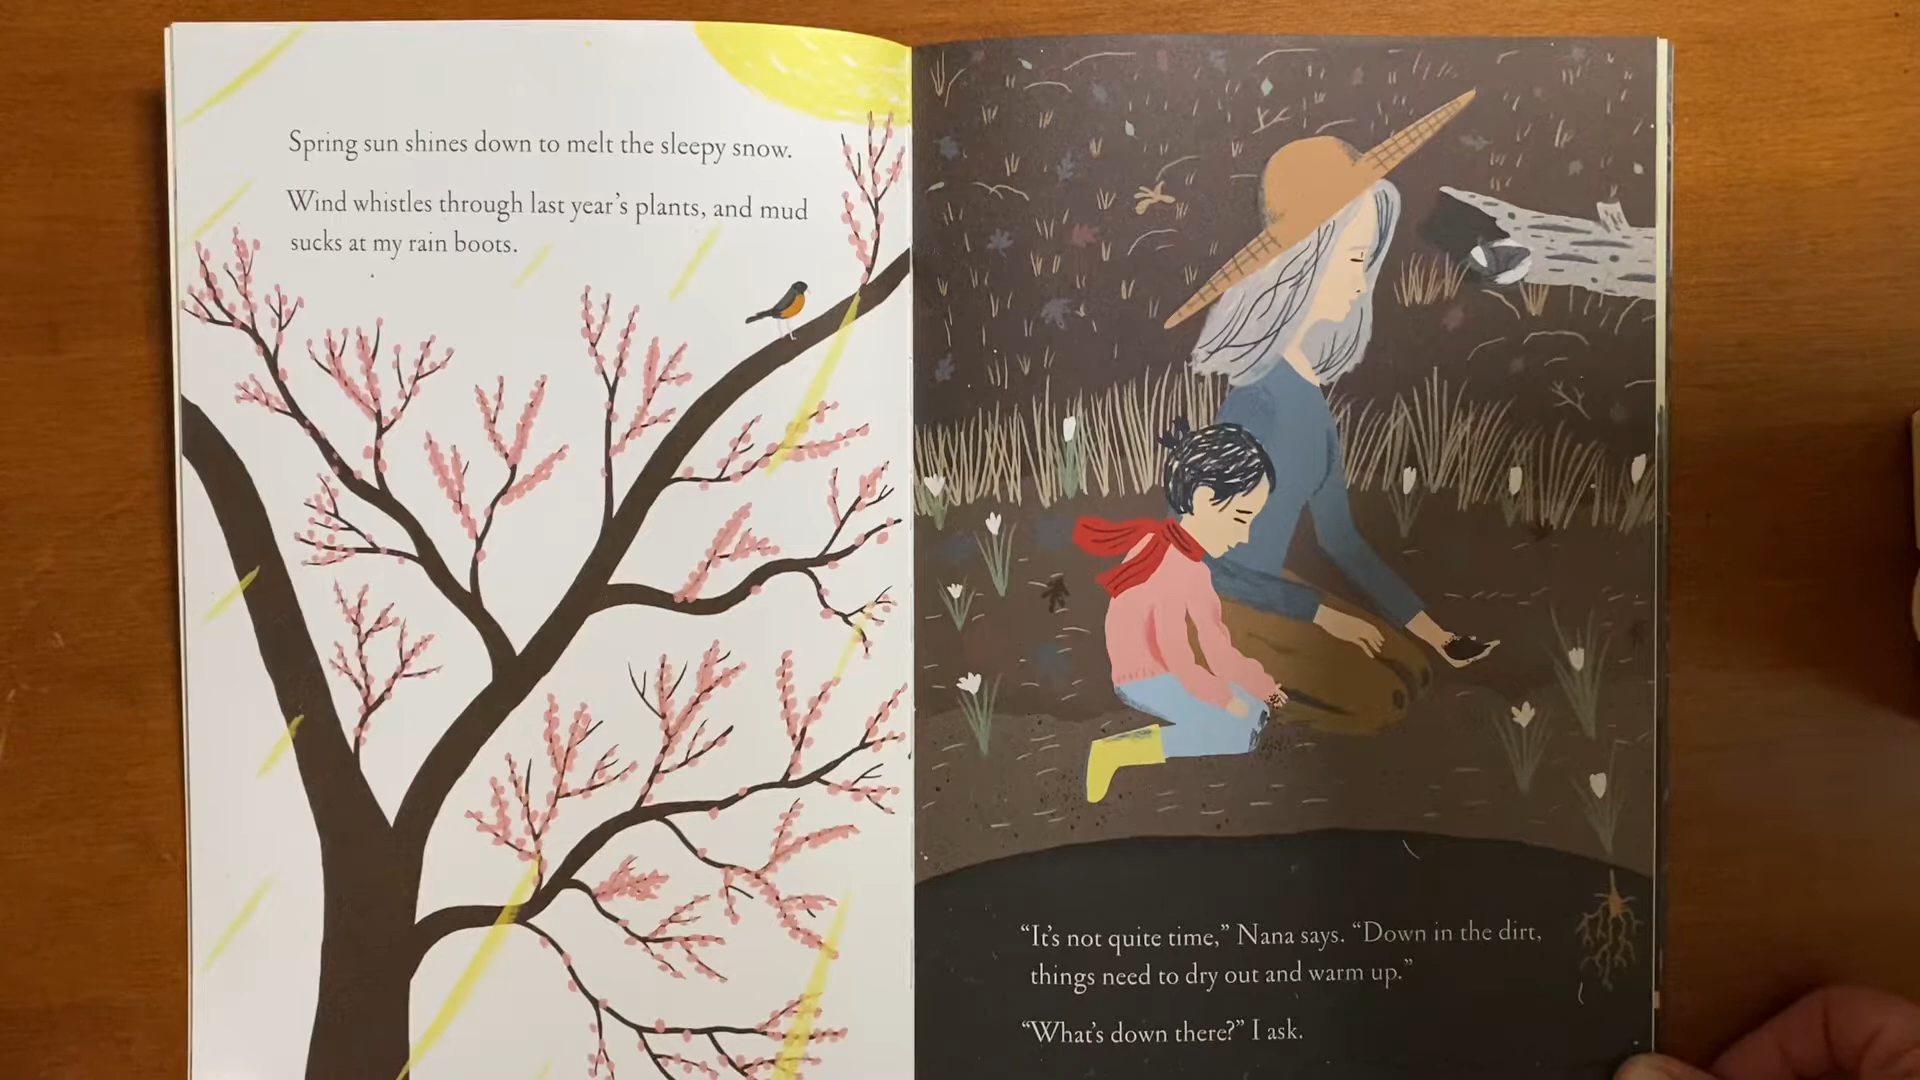 Spring sun shines down to melt the sleepy snow.
Wind whistles through last year’s plants, and mud
sucks at my rain boots.
“It’s not quite time,” Nana says. “Down in the dirt,
things need to dry out and warm up.”
“What’s down there?” I ask.